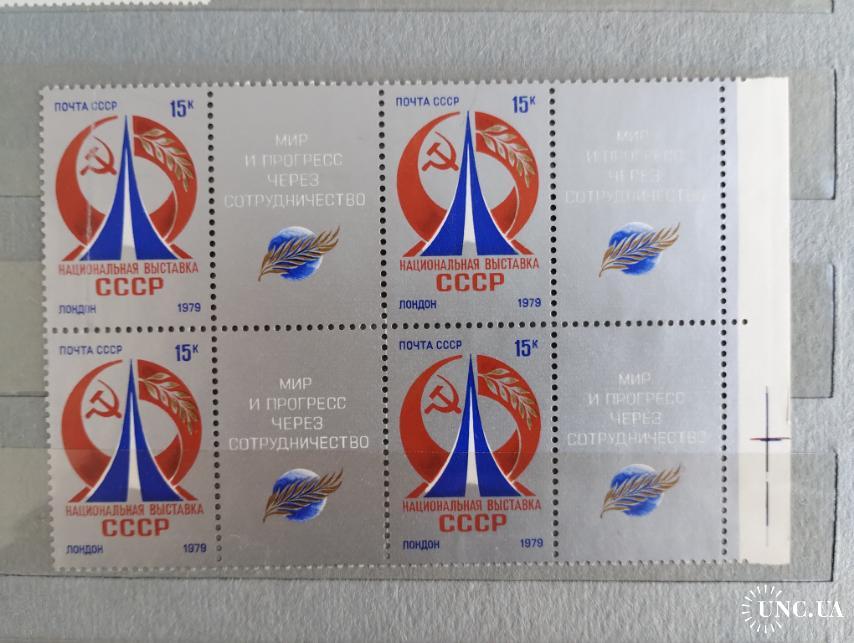 ПОЧТА СССР 15К
НАЦИОНАЛЬНАЯ ВЫСТАВКА
СССР
ЛОНДОН 1979
МИР
И ПРОГРЕСС
ЧЕРЕЗ
СОТРУДНИЧЕСТВО
ПОЧТА СССР 15К
НАЦИОНАЛЬНАЯ ВЫСТАВКА
СССР
ЛОНДОН 1979
МИР
И ПРОГРЕСС
ЧЕРЕЗ
СОТРУДНИЧЕСТВО
ПОЧТА СССР 15К
НАЦИОНАЛЬНАЯ ВЫСТАВКА
СССР
ЛОНДОН 1979
МИР
И ПРОГРЕСС
ЧЕРЕЗ
СОТРУДНИЧЕСТВО
ПОЧТА СССР 15К
НАЦИОНАЛЬНАЯ ВЫСТАВКА
СССР
ЛОНДОН 1979
МИР
И ПРОГРЕСС
ЧЕРЕЗ
СОТРУДНИЧЕСТВО
UNC.UA